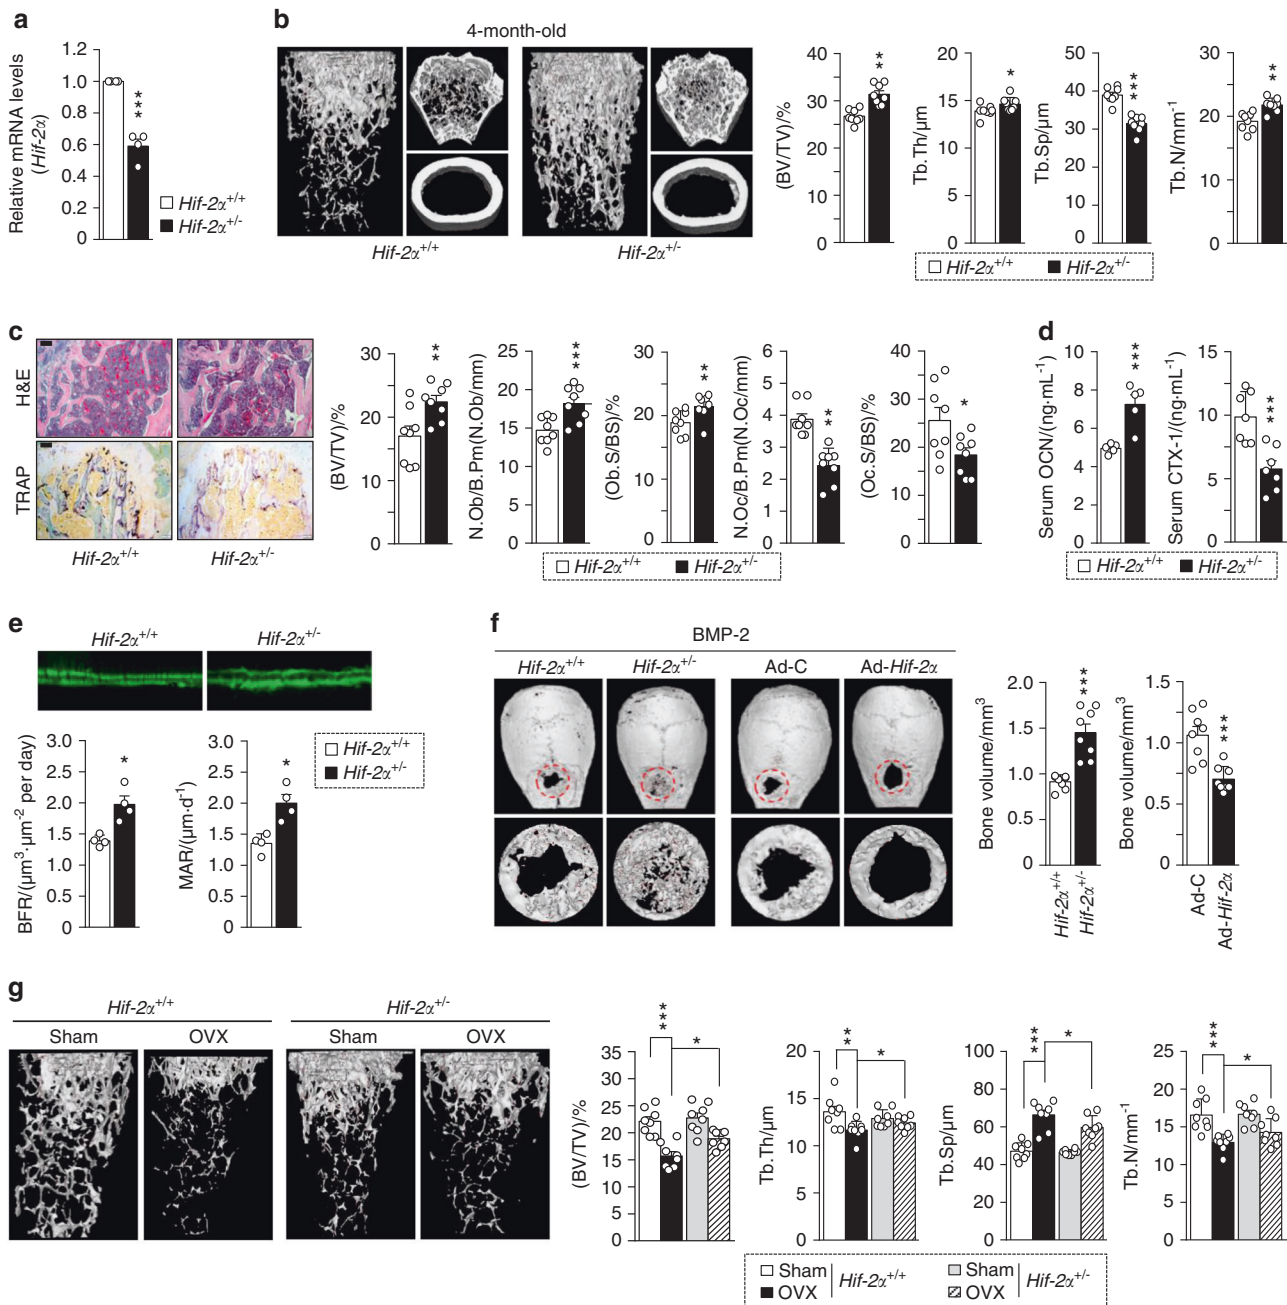 a
Relative mRNA levels
(Hif-2α)
1.2
1.0
0.8
0.6
0.4
0.2
0
***
Hif-2α+/+
Hif-2α+/-
b
4-month-old
Hif-2α+/+
Hif-2α+/-
(BV/TV)/%
40
30
20
10
0
**
Tb.Th/μm
20
15
10
5
0
*
Tb.Sp/μm
50
40
30
20
10
0
***
Tb.N/mm-1
30
20
10
0
**
Hif-2α+/+
Hif-2α+/-
c
H&E
TRAP
Hif-2α+/+
Hif-2α+/-
(BV/TV)/%
30
20
10
0
**
N.Ob/B.Pm(N.Ob/mm)
25
20
15
10
5
0
***
(Ob.S/BS)/%
30
20
10
0
**
N.Oc/B.Pm(N.Oc/mm)
6
5
4
3
2
1
0
**
(Oc.S/BS)/%
40
30
20
10
0
*
Hif-2α+/+
Hif-2α+/-
d
Serum OCN/(ng·mL-1)
10
8
6
4
2
0
***
Serum CTX-1/(ng·mL-1)
15
10
5
0
***
Hif-2α+/+
Hif-2α+/-
e
Hif-2α+/+
Hif-2α+/-
BFR/(μm3·μm-2 per day)
3.0
2.5
2.0
1.5
1.0
0.5
0
*
MAR/(μm·d-1)
3.0
2.5
2.0
1.5
1.0
0.5
0
*
Hif-2α+/+
Hif-2α+/-
f
BMP-2
Hif-2α+/+
Hif-2α+/-
Ad-C
Ad-Hif-2α
Bone volume/mm3
2.0
1.5
1.0
0.5
0
***
Hif-2α+/+
Hif-2α+/-
Bone volume/mm3
1.5
1.0
0.5
0
***
Ad-C
Ad-Hif-2α
g
Hif-2α+/+
Hif-2α+/-
Sham
OVX
Sham
OVX
(BV/TV)/%
35
30
25
20
15
10
5
0
***
*
Tb.Th/μm
20
15
10
5
0
**
*
Tb.Sp/μm
100
80
60
40
20
0
***
*
Tb.N/mm-1
25
20
15
10
5
0
***
*
Sham
OVX
Hif-2α+/+
Sham
OVX
Hif-2α+/-